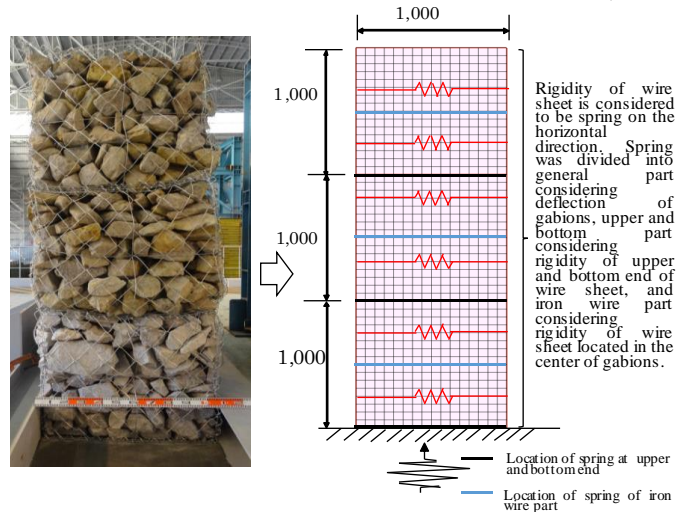 1,000
1,000
1,000
1,000
Rigidity of wire
sheet is considered
to be spring on the
horizontal
direction. Spring
was divided into
general part
considering
deflection of
gabions, upper and
bottom part
considering
rigidity of upper
and bottom end of
wire sheet, and
iron wire part
considering
rigidity of wire
sheet located in the
center of gabions.
Location of spring at upper
and bottom end
Location of spring of iron
wire part